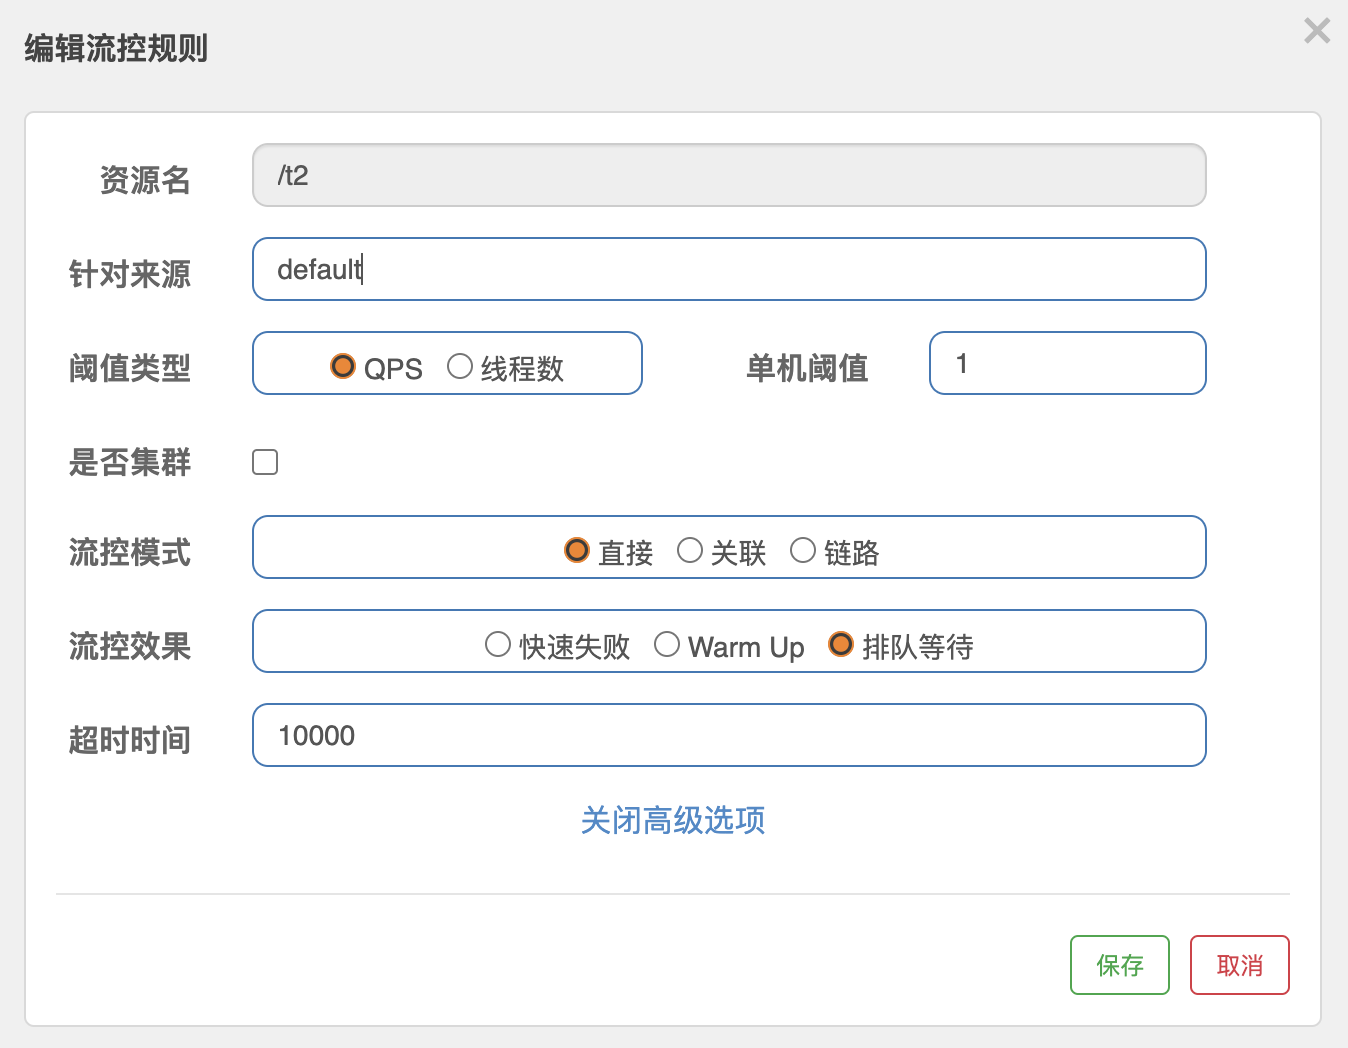 编辑流控规则
资源名 /t2
针对来源 default
阈值类型 QPS 线程数 单机阈值 1
是否集群
流控模式 直接 关联 链路
流控效果 快速失败 Warm Up 排队等待
超时时间 10000
关闭高级选项
保存 取消